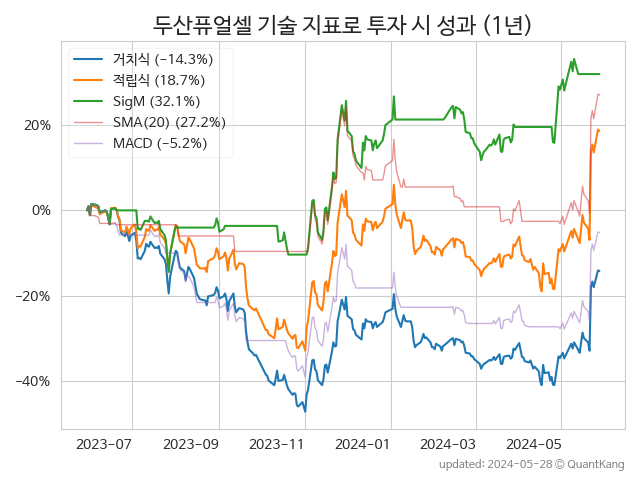 두산퓨얼셀 기술 지표로 투자 시 성과 (1년)
거치식 (−14.3%)
적립식 (18.7%)
SigM (32.1%)
SMA(20) (27.2%)
MACD (−5.2%)
20%
0%
−20%
−40%
2023-07 2023-09 2023-11 2024-01 2024-03 2024-05
updated: 2024-05-28 © QuantKang